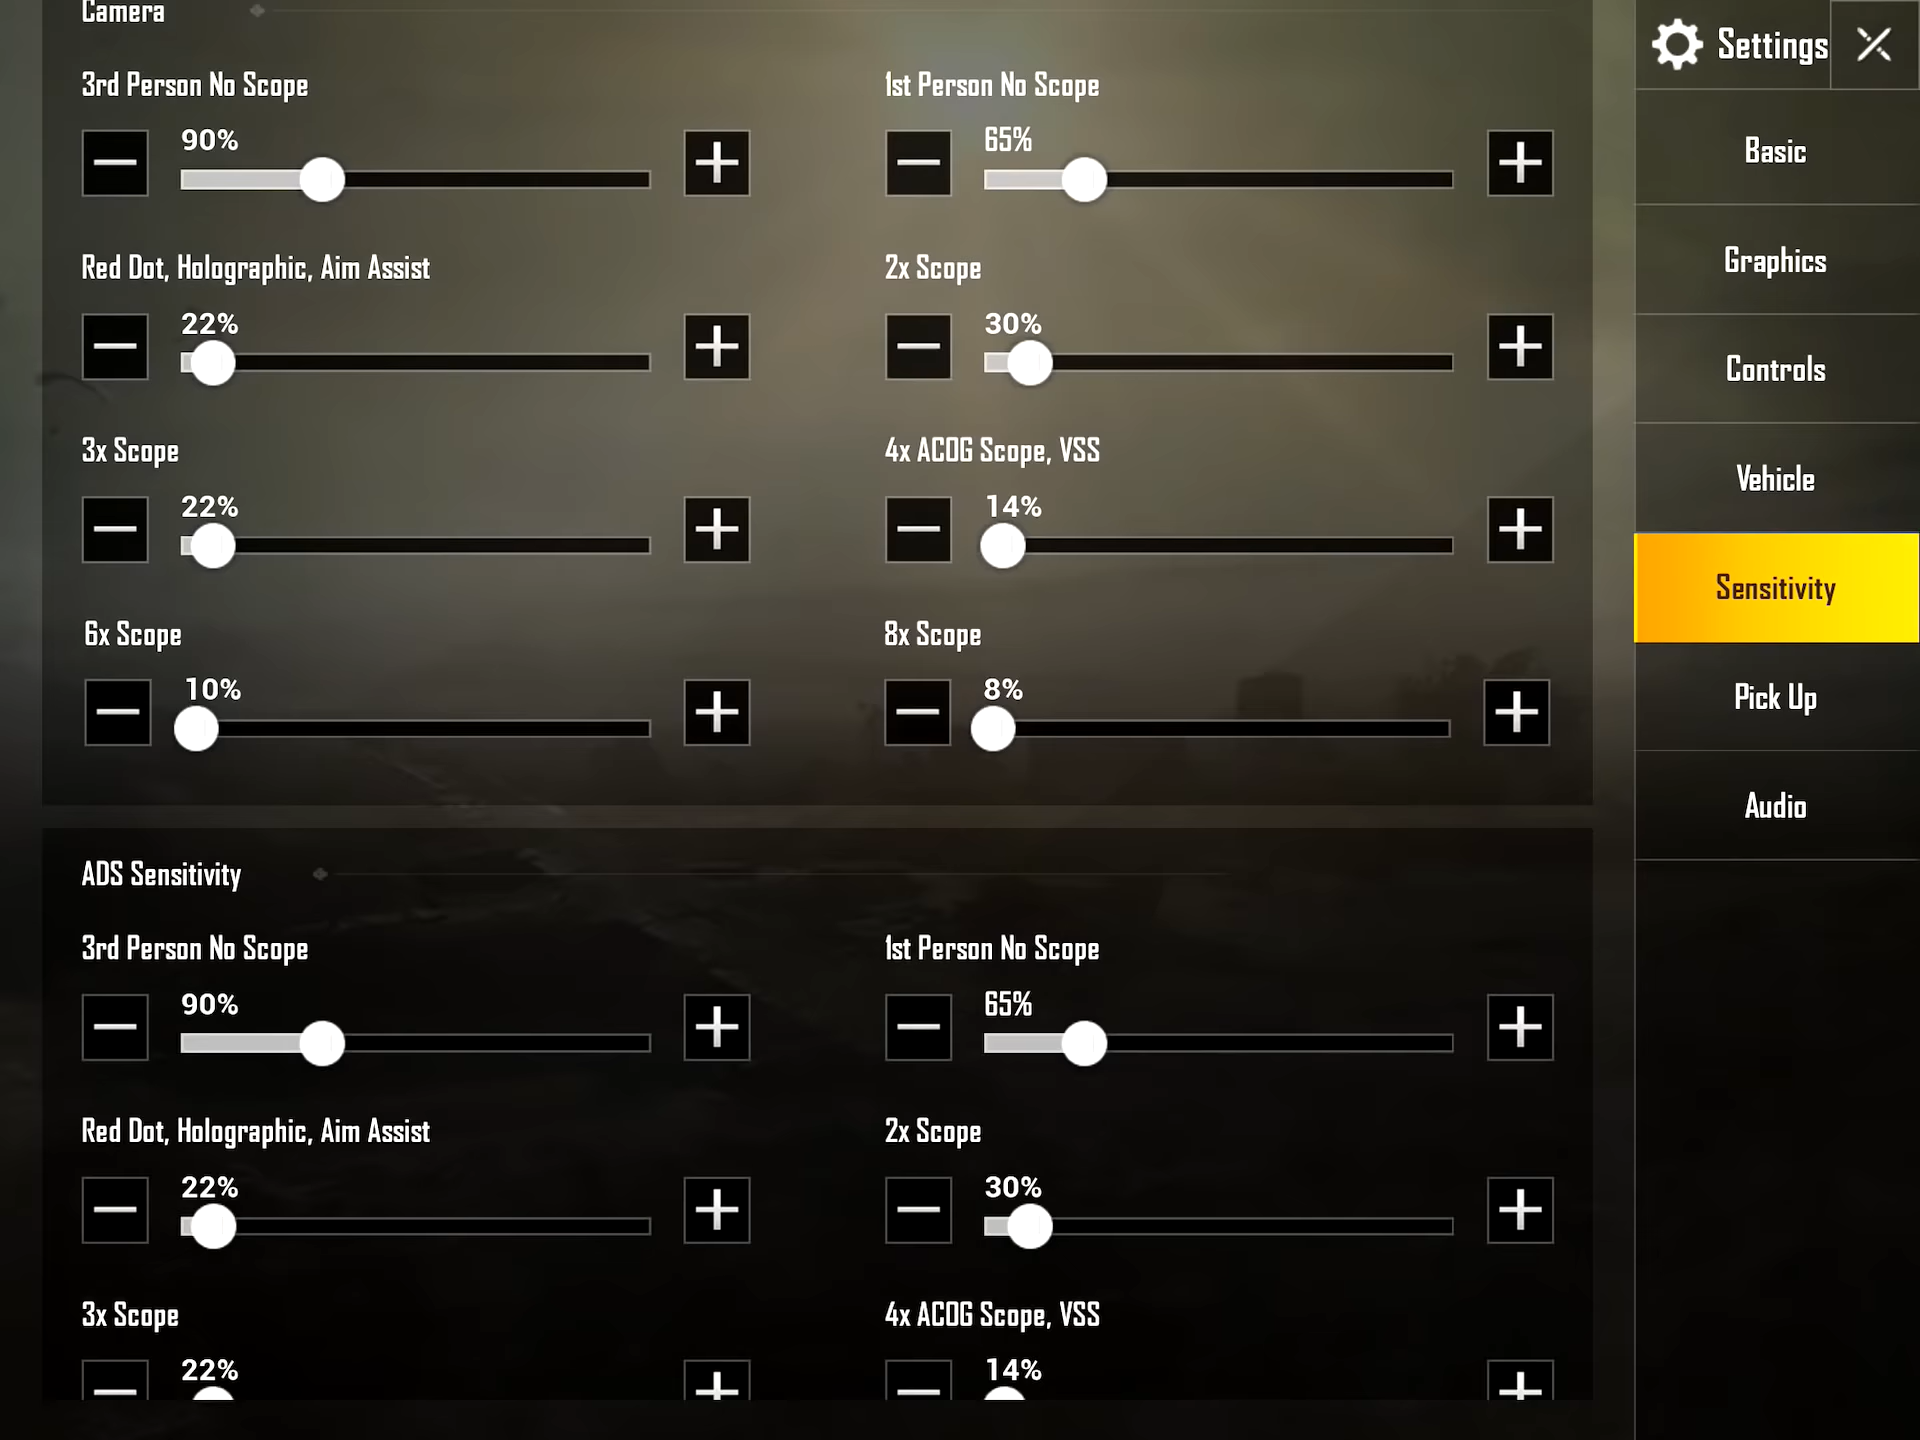 Camera
3rd Person No Scope
90%
1st Person No Scope
65%
Red Dot, Holographic, Aim Assist
22%
2x Scope
30%
3x Scope
22%
4x ACOG Scope, VSS
14%
6x Scope
10%
8x Scope
8%
ADS Sensitivity
3rd Person No Scope
90%
1st Person No Scope
65%
Red Dot, Holographic, Aim Assist
22%
2x Scope
30%
3x Scope
22%
4x ACOG Scope, VSS
14%
Settings
Basic
Graphics
Controls
Vehicle
Sensitivity
Pick Up
Audio